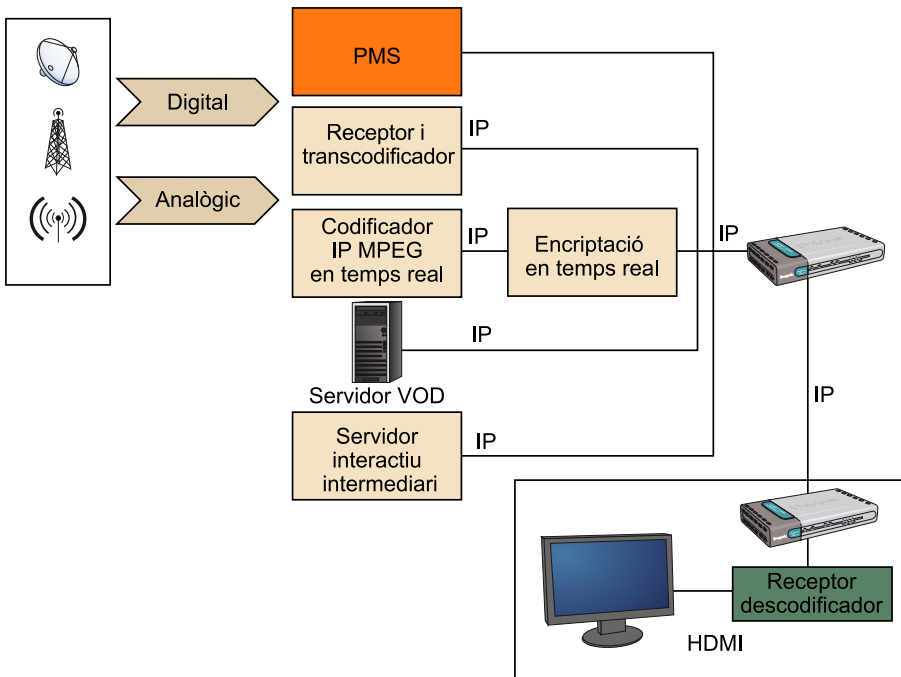 PMS
Digital
Receptor i
transcodificador
IP
Analògic
Codificador
IP MPEG
en temps real
IP
Encriptació
en temps real
IP
IP
Servidor VOD
IP
Servidor
interactiu
intermediari
IP
Receptor
descodificador
HDMI